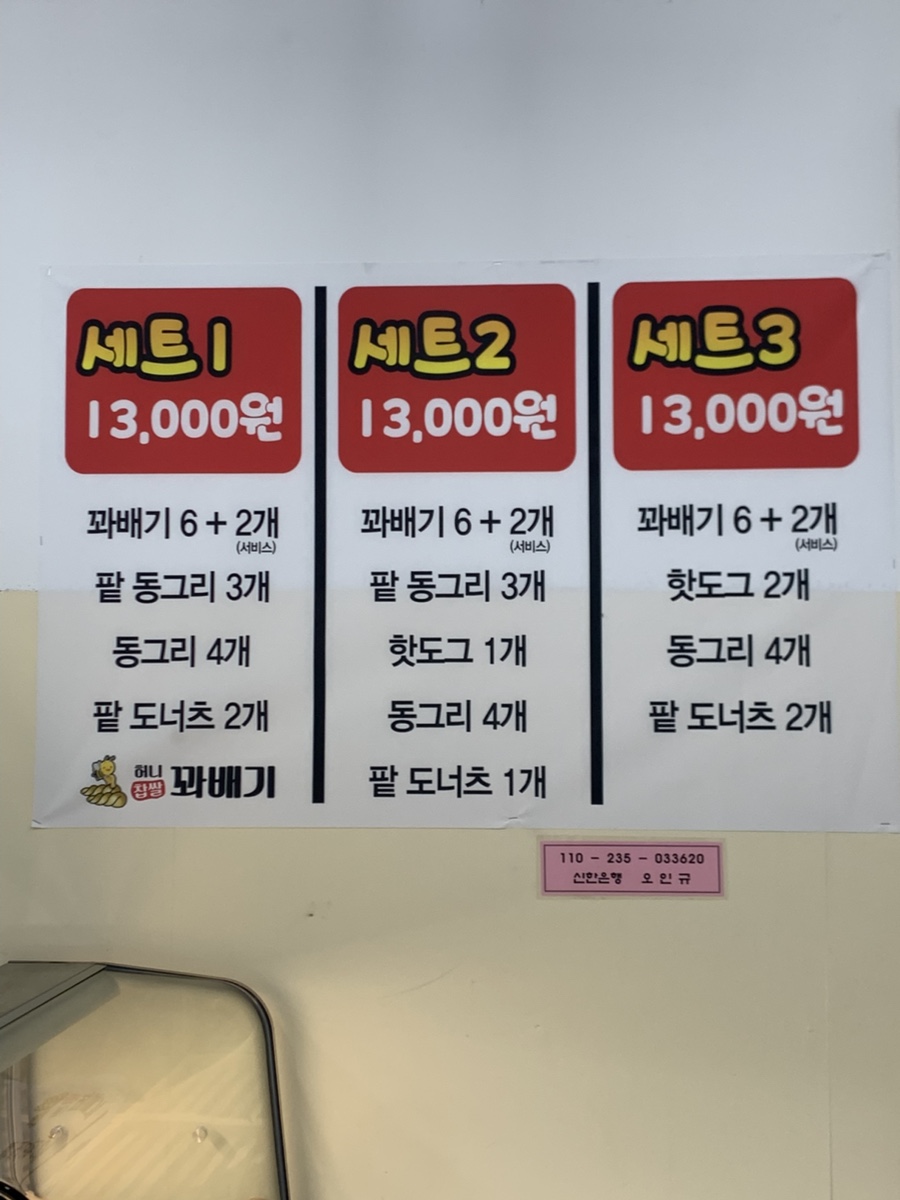 세트1
13,000원
꽈배기 6 + 2개
(서비스)
팥 동그리 3개
동그리 4개
팥 도너츠 2개
허니
찹쌀
꽈배기
세트2
13,000원
꽈배기 6 + 2개
(서비스)
팥 동그리 3개
핫도그 1개
동그리 4개
팥 도너츠 1개
세트3
13,000원
꽈배기 6 + 2개
(서비스)
핫도그 2개
동그리 4개
팥 도너츠 2개
110 - 235 - 033620
신한은행 오인규